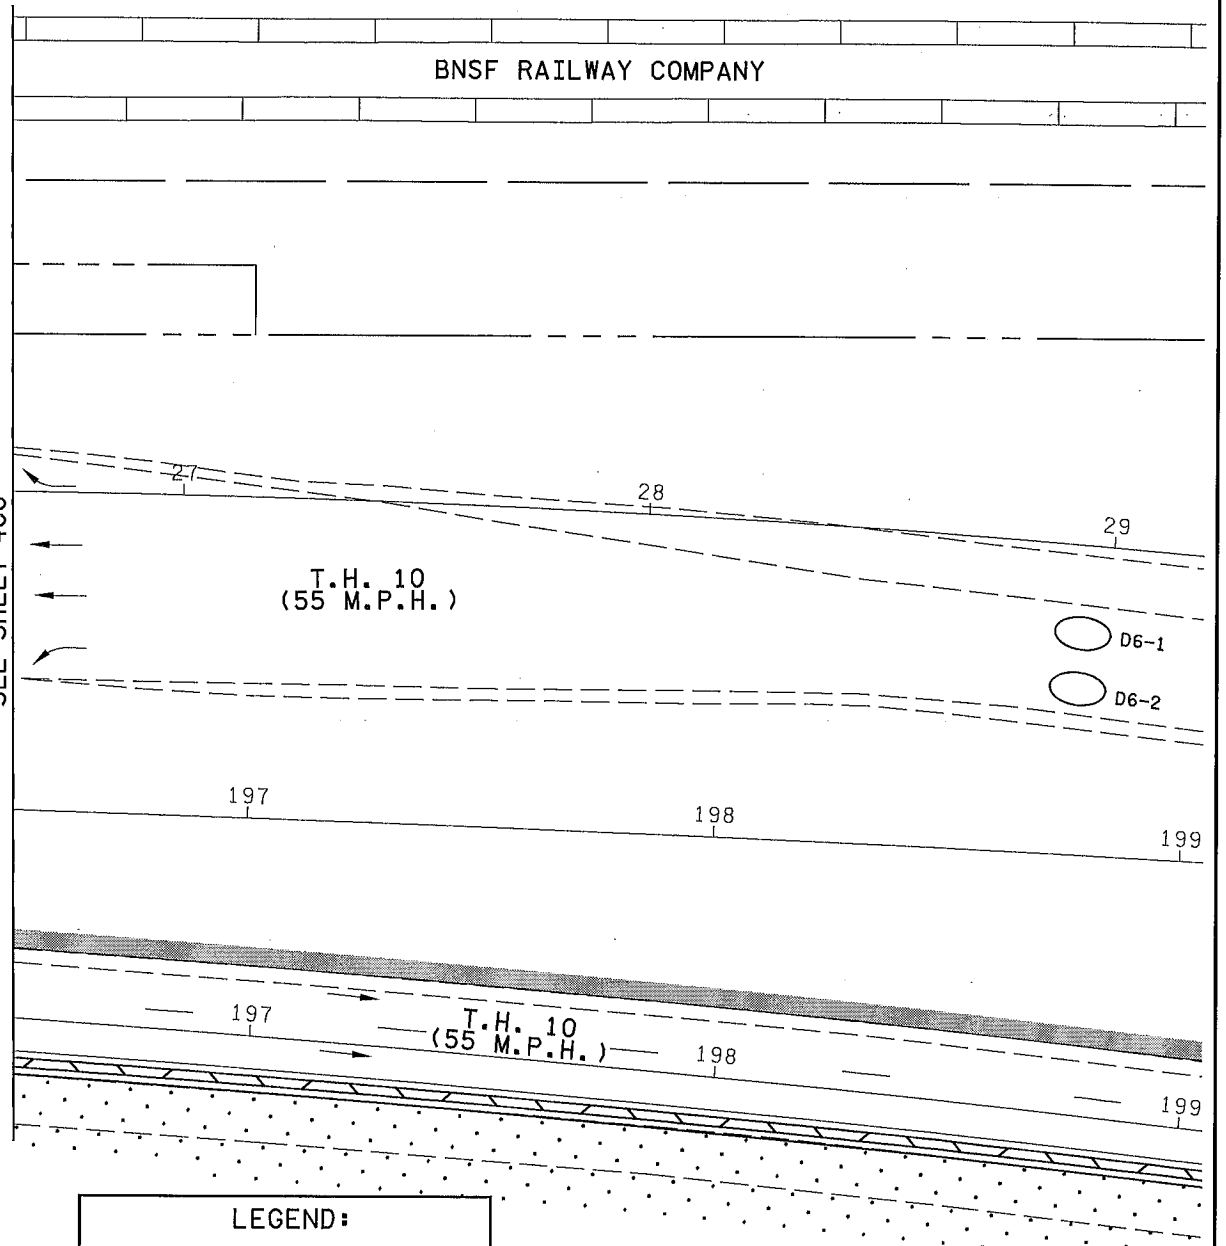 BNSF RAILWAY COMPANY
27
28
29
T.H. 10
(55 M.P.H.)
D6-1
D6-2
197
198
199
T.H. 10
(55 M.P.H.)
197
198
199
LEGEND: